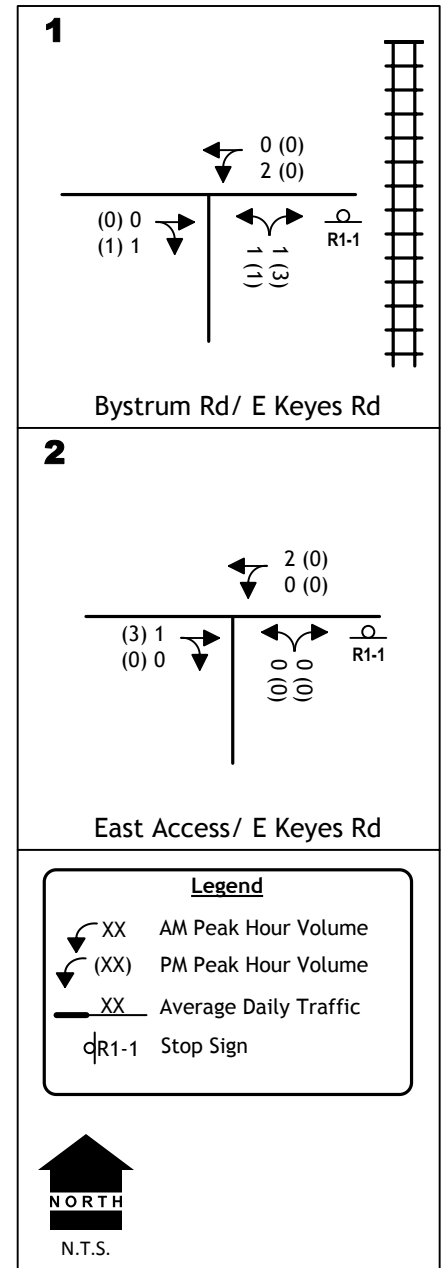 1
0 (0)
2 (0)
(0) 0
(1) 1
1 (1)
1 (3)
R1-1
Bystrum Rd/ E Keyes Rd
2
2 (0)
0 (0)
(3) 1
(0) 0
0 (0)
0 (0)
R1-1
East Access/ E Keyes Rd
Legend
XX AM Peak Hour Volume
(XX) PM Peak Hour Volume
XX Average Daily Traffic
R1-1 Stop Sign
NORTH
N.T.S.